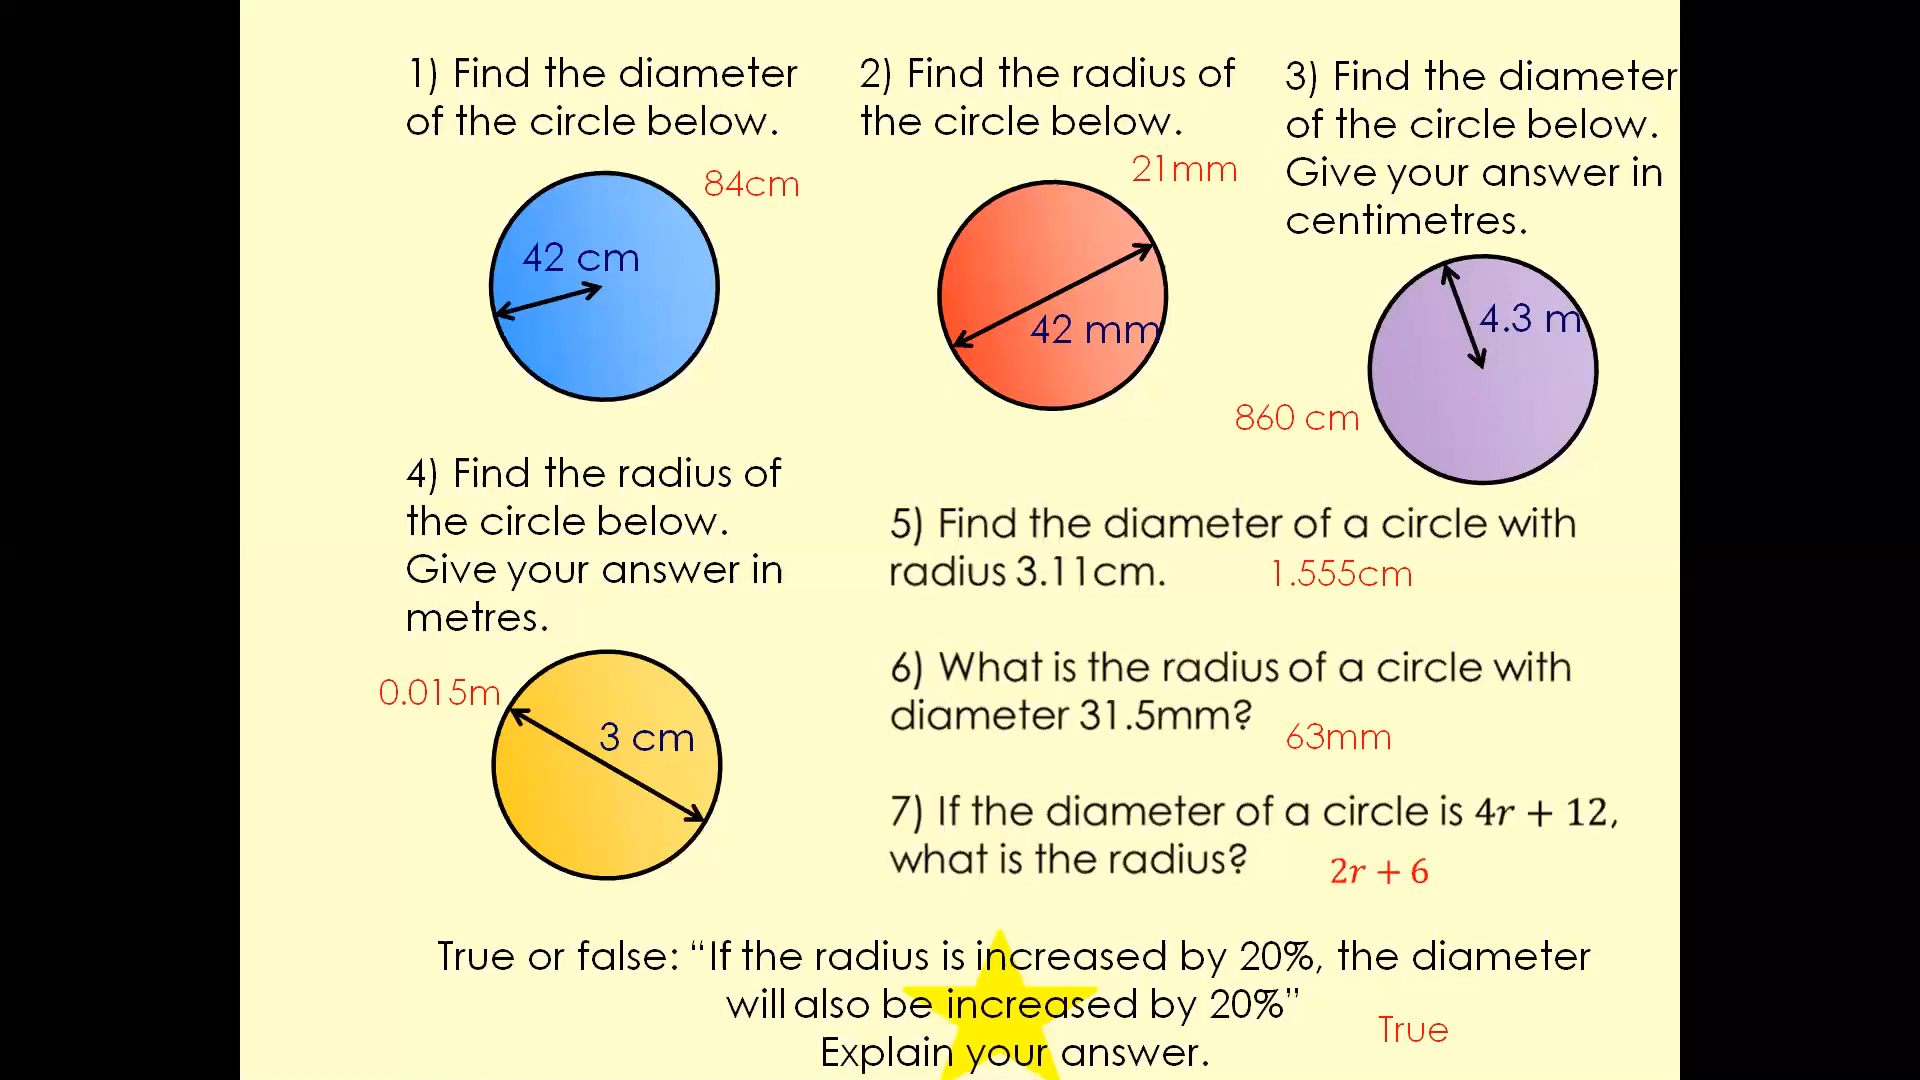 1) Find the diameter
of the circle below.
84cm
42 cm
2) Find the radius of
the circle below.
21mm
42 mm
3) Find the diameter
of the circle below.
Give your answer in
centimetres.
4.3 m
860 cm
4) Find the radius of
the circle below.
Give your answer in
metres.
0.015m
3 cm
5) Find the diameter of a circle with
radius 3.11cm. 1.555cm
6) What is the radius of a circle with
diameter 31.5mm? 63mm
7) If the diameter of a circle is 4r + 12,
what is the radius? 2r + 6
True or false: “If the radius is increased by 20%, the diameter
will also be increased by 20%”
True
Explain your answer.